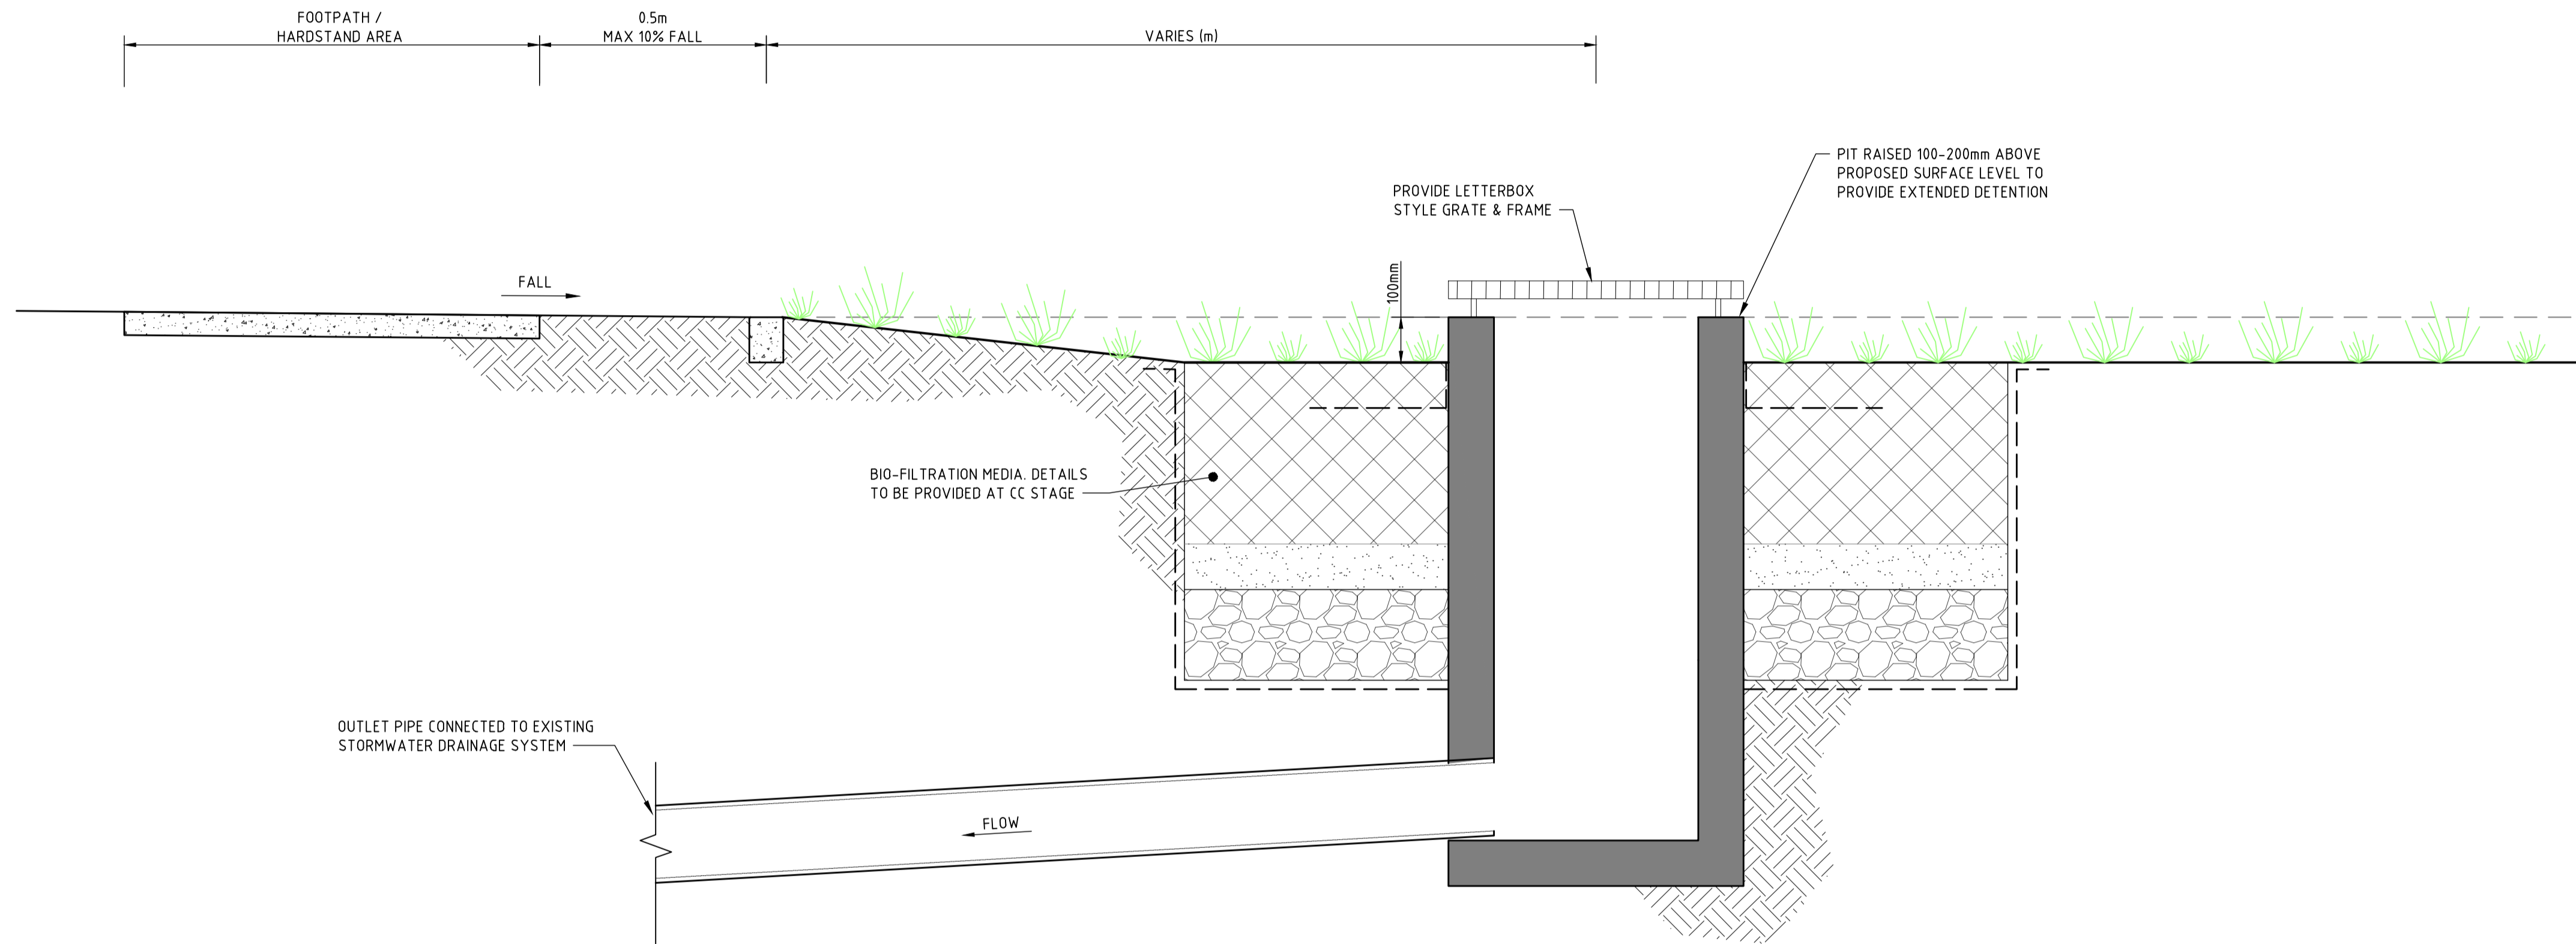 FOOTPATH /
HARDSTAND AREA
0.5m
MAX 10% FALL
VARIES (m)
PIT RAISED 100-200mm ABOVE
PROPOSED SURFACE LEVEL TO
PROVIDE EXTENDED DETENTION
PROVIDE LETTERBOX
STYLE GRATE & FRAME
FALL
100mm
BIO-FILTRATION MEDIA. DETAILS
TO BE PROVIDED AT CC STAGE
OUTLET PIPE CONNECTED TO EXISTING
STORMWATER DRAINAGE SYSTEM
FLOW